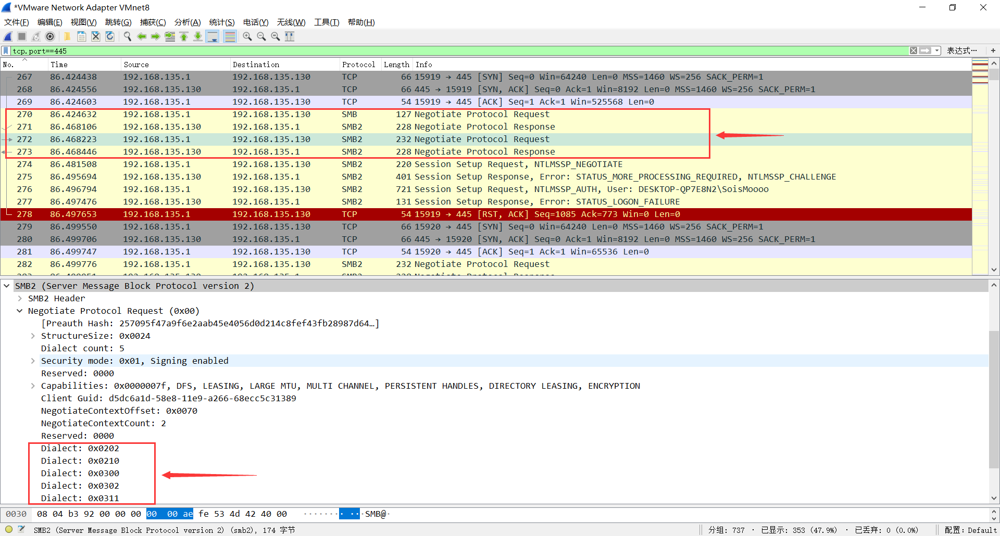 *VMware Network Adapter VMnet8
文件(F) 编辑(E) 视图(V) 跳转(G) 捕获(C) 分析(A) 统计(S) 电话(Y) 无线(W) 工具(T) 帮助(H)
tcp.port==445 表达式… +
No. Time Source Destination Protocol Length Info
267 86.424438 192.168.135.1 192.168.135.130 TCP 66 15919 → 445 [SYN] Seq=0 Win=64240 Len=0 MSS=1460 WS=256 SACK_PERM=1
268 86.424556 192.168.135.130 192.168.135.1 TCP 66 445 → 15919 [SYN, ACK] Seq=0 Ack=1 Win=8192 Len=0 MSS=1460 WS=256 SACK_PERM=1
269 86.424603 192.168.135.1 192.168.135.130 TCP 54 15919 → 445 [ACK] Seq=1 Ack=1 Win=525568 Len=0
270 86.424632 192.168.135.1 192.168.135.130 SMB 127 Negotiate Protocol Request
271 86.468106 192.168.135.130 192.168.135.1 SMB2 228 Negotiate Protocol Response
272 86.468223 192.168.135.1 192.168.135.130 SMB2 232 Negotiate Protocol Request
273 86.468446 192.168.135.130 192.168.135.1 SMB2 228 Negotiate Protocol Response
274 86.481508 192.168.135.1 192.168.135.130 SMB2 220 Session Setup Request, NTLMSSP_NEGOTIATE
275 86.495694 192.168.135.130 192.168.135.1 SMB2 401 Session Setup Response, Error: STATUS_MORE_PROCESSING_REQUIRED, NTLMSSP_CHALLENGE
276 86.496794 192.168.135.1 192.168.135.130 SMB2 721 Session Setup Request, NTLMSSP_AUTH, User: DESKTOP-QP7E8N2\SoisMoooo
277 86.497476 192.168.135.130 192.168.135.1 SMB2 131 Session Setup Response, Error: STATUS_LOGON_FAILURE
278 86.497653 192.168.135.1 192.168.135.130 TCP 54 15919 → 445 [RST, ACK] Seq=1085 Ack=773 Win=0 Len=0
279 86.499550 192.168.135.1 192.168.135.130 TCP 66 15920 → 445 [SYN] Seq=0 Win=64240 Len=0 MSS=1460 WS=256 SACK_PERM=1
280 86.499706 192.168.135.130 192.168.135.1 TCP 66 445 → 15920 [SYN, ACK] Seq=0 Ack=1 Win=8192 Len=0 MSS=1460 WS=256 SACK_PERM=1
281 86.499747 192.168.135.1 192.168.135.130 TCP 54 15920 → 445 [ACK] Seq=1 Ack=1 Win=65536 Len=0
282 86.499776 192.168.135.1 192.168.135.130 SMB2 232 Negotiate Protocol Request
SMB2 (Server Message Block Protocol version 2)
SMB2 Header
Negotiate Protocol Request (0x00)
[Preauth Hash: 257095f47a9f6e2aab45e4056d0d214c8fef43fb28987d64…]
StructureSize: 0x0024
Dialect count: 5
Security mode: 0x01, Signing enabled
Reserved: 0000
Capabilities: 0x0000007f, DFS, LEASING, LARGE MTU, MULTI CHANNEL, PERSISTENT HANDLES, DIRECTORY LEASING, ENCRYPTION
Client Guid: d5dc6a1d-58e8-11e9-a266-68ecc5c31389
NegotiateContextOffset: 0x0070
NegotiateContextCount: 2
Reserved: 0000
Dialect: 0x0202
Dialect: 0x0210
Dialect: 0x0300
Dialect: 0x0302
Dialect: 0x0311
0030 08 04 b3 92 00 00 00 00 00 ae fe 53 4d 42 40 00 ·······  ·· ·SMB@·
SMB2 (Server Message Block Protocol version 2) (smb2), 174 字节 分组: 737 · 已显示: 353 (47.9%) · 已丢弃: 0 (0.0%) 配置: Default